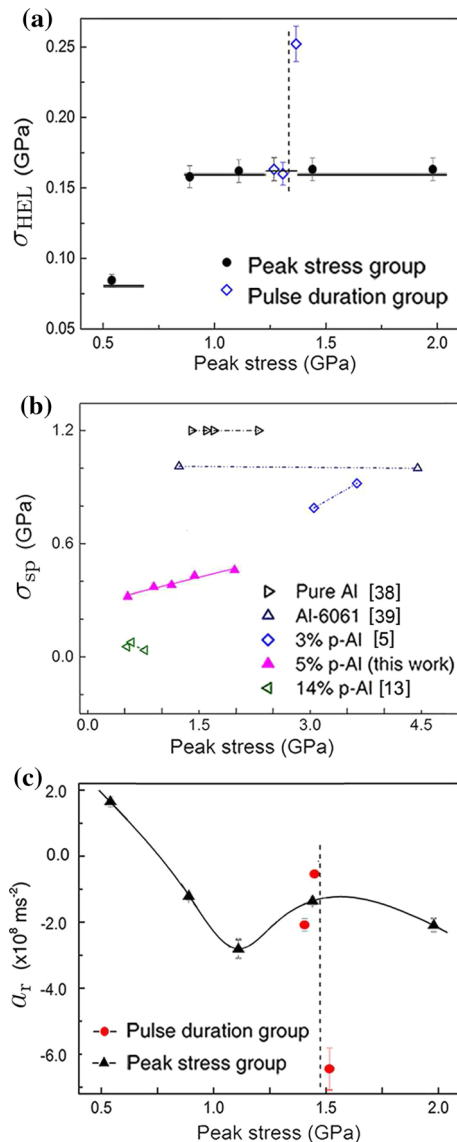 (a)
0.25
0.15
0.10
0.05
σHEL (GPa)
Peak stress group
Pulse duration group
0.5
1.0
1.5
2.0
Peak stress (GPa)
(b)
1.2
0.6
0.0
σsp (GPa)
Pure Al [38]
Al-6061 [39]
3% p-Al [5]
5% p-Al (this work)
14% p-Al [13]
0.0
1.5
3.0
4.5
Peak stress (GPa)
(c)
2.0
0.0
-2.0
-4.0
-6.0
ar (x10⁸ ms⁻²)
Pulse duration group
Peak stress group
0.5
1.0
1.5
2.0
Peak stress (GPa)